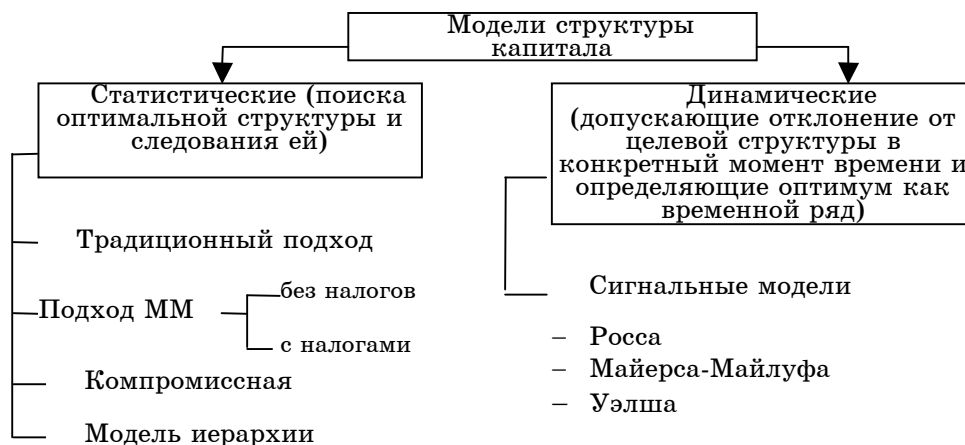 Модели структуры
капитала
Статистические (поиска
оптимальной структуры и
следования ей)
Традиционный подход
Подход ММ
без налогов
с налогами
Компромиссная
Модель иерархии
Динамические
(допускающие отклонение от
целевой структуры в
конкретный момент времени и
определяющие оптимум как
временной ряд)
Сигнальные модели
– Росса
– Майерса-Майлуфа
– Уэлша